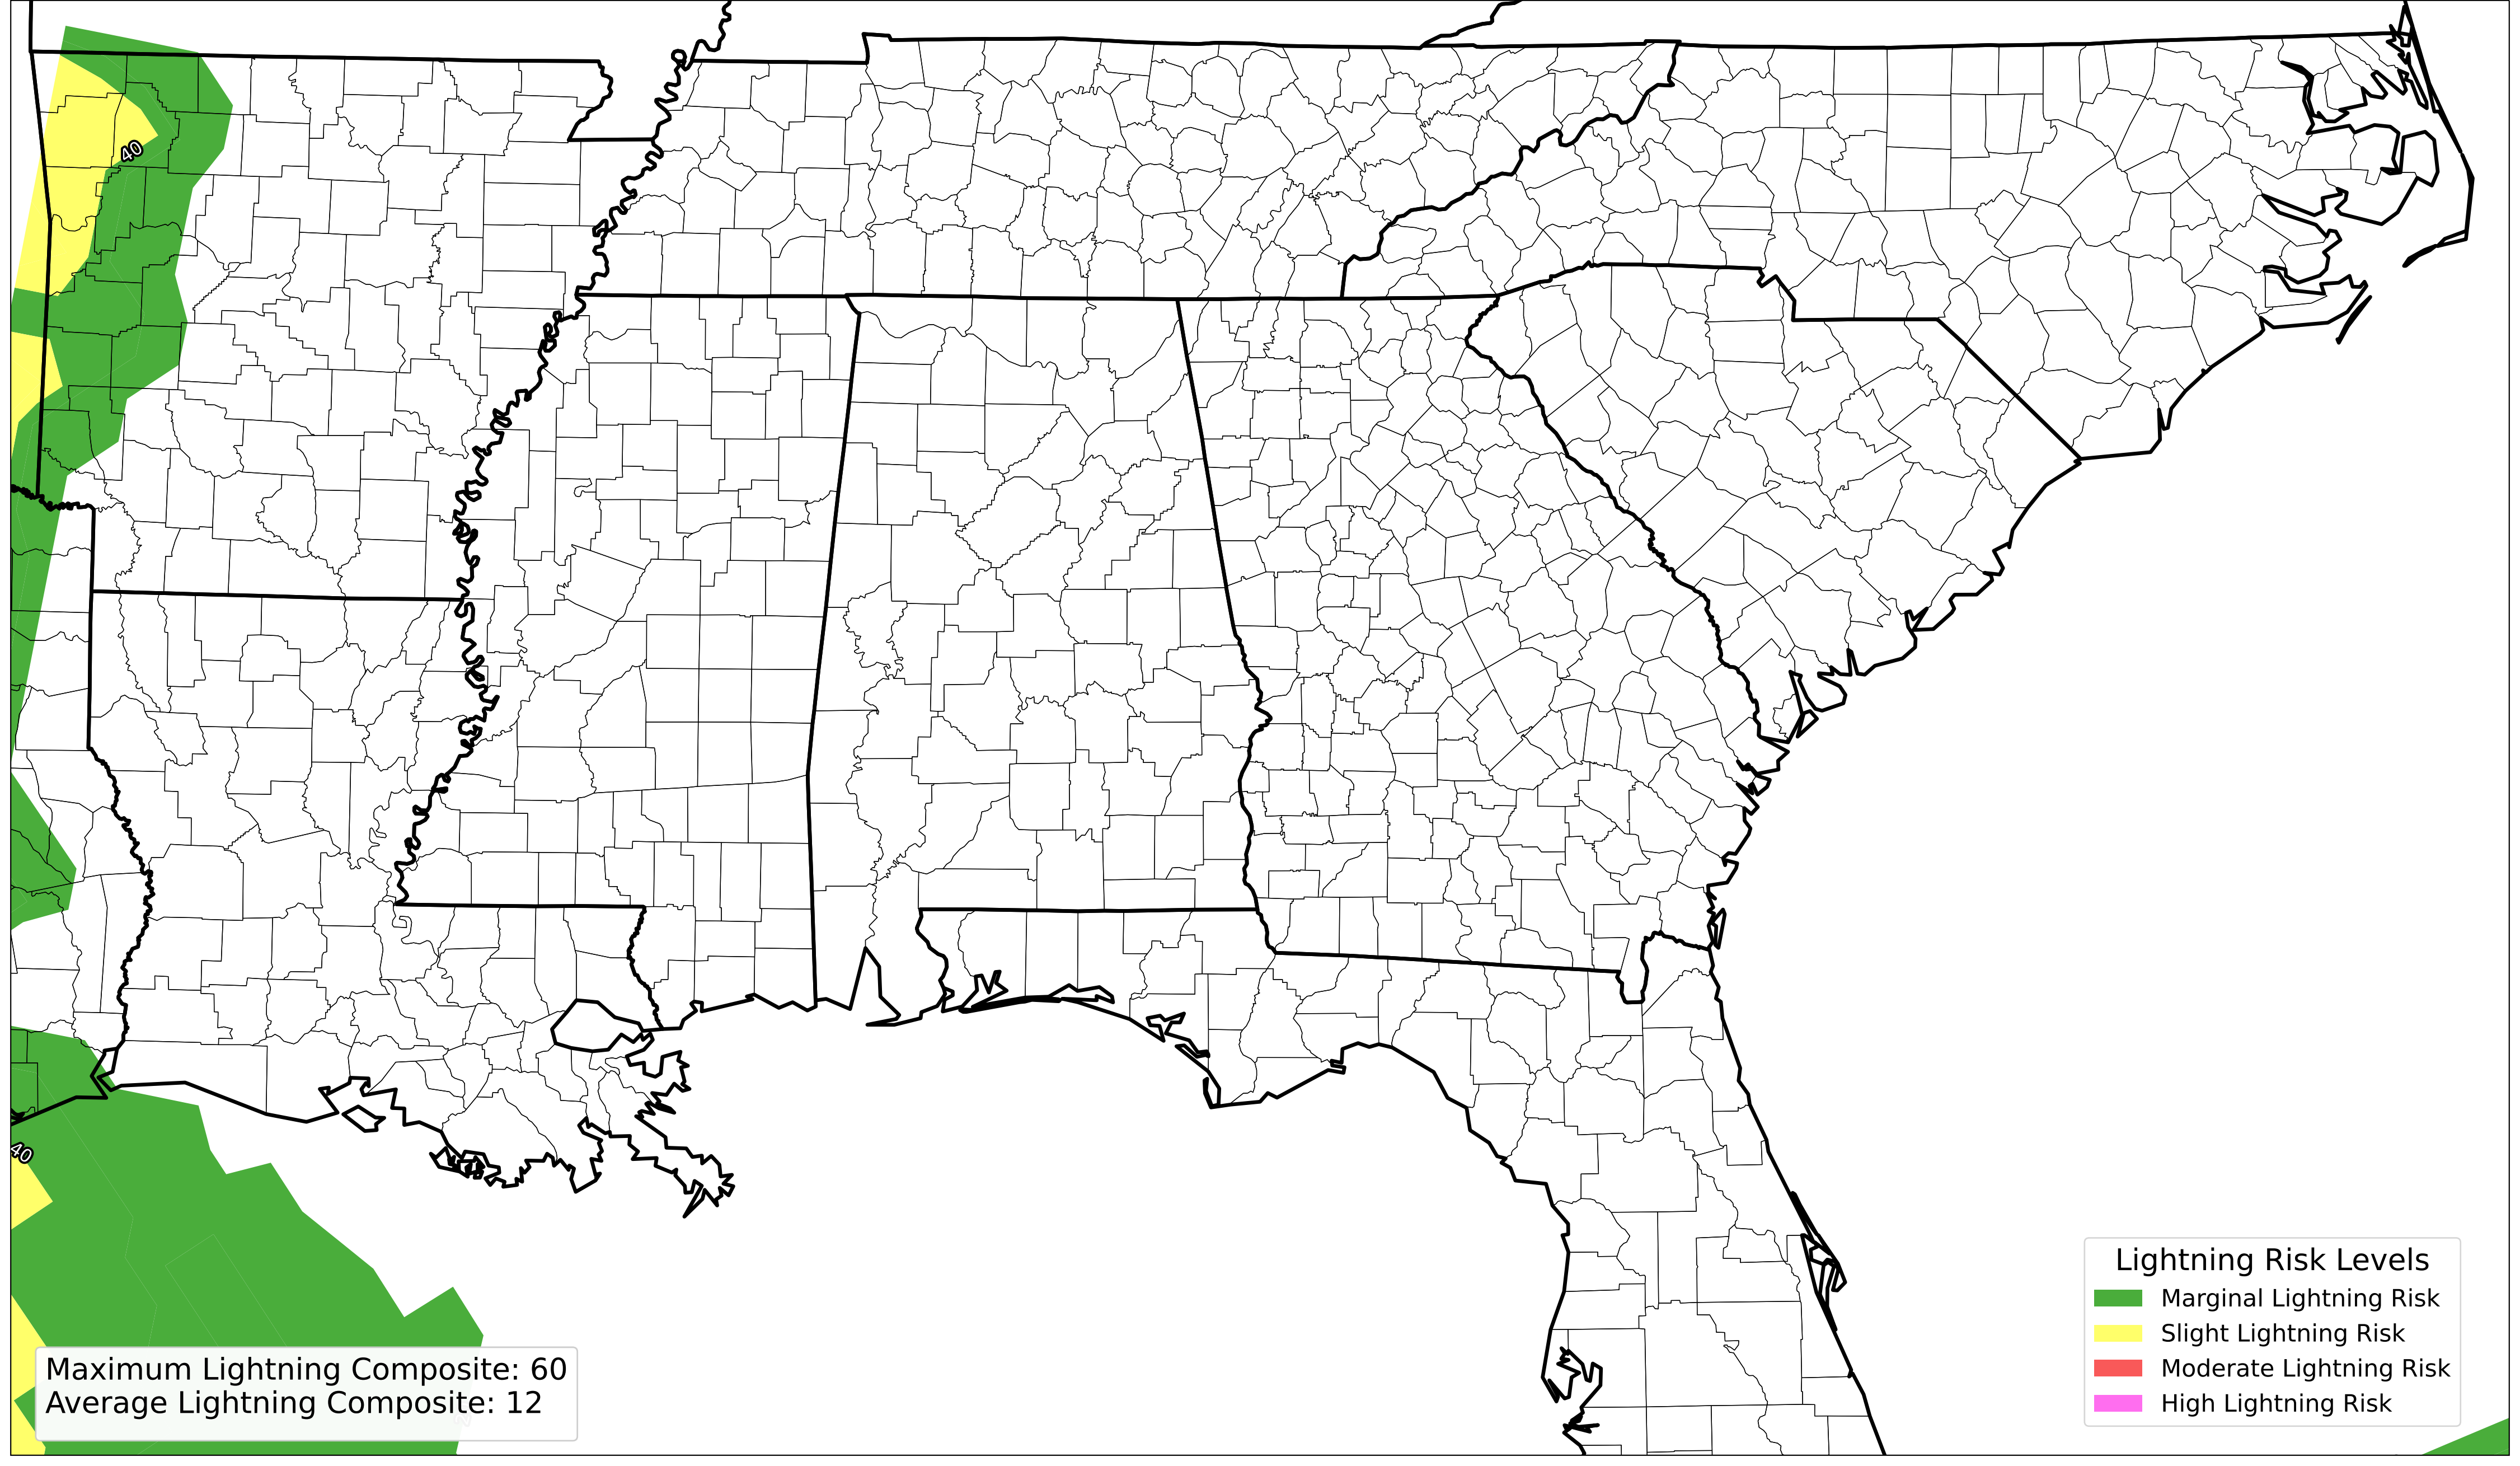 40
40
Lightning Risk Levels
Marginal Lightning Risk
Slight Lightning Risk
Moderate Lightning Risk
High Lightning Risk
Maximum Lightning Composite: 60
Average Lightning Composite: 12